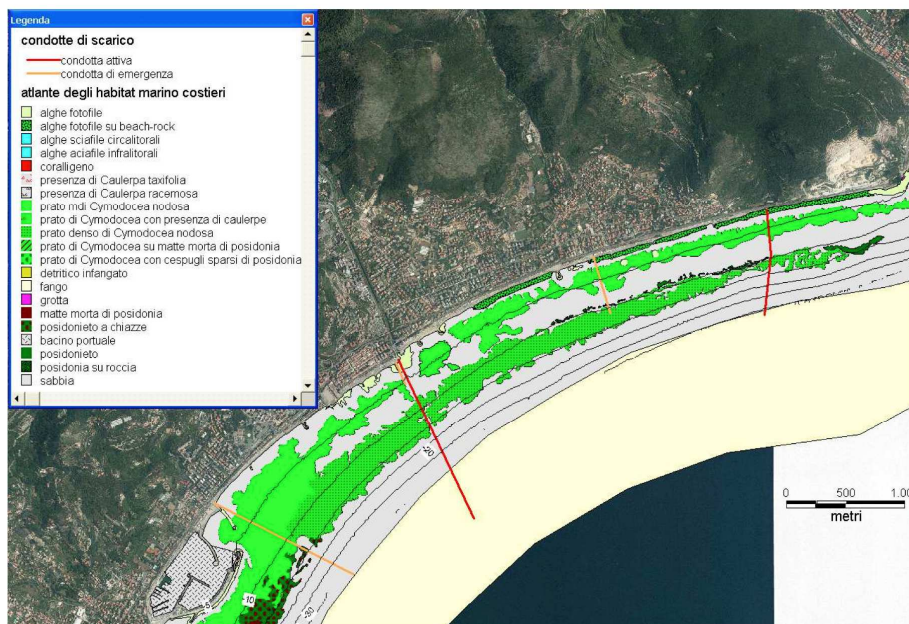 Legenda
condotte di scarico
condotta attiva
condotta di emergenza
atlante degli habitat marino costieri
alghe fotofile
alghe fotofile su beach-rock
alghe sciafile circalitorali
alghe aciafile infralitorali
coralligeno
presenza di Caulerpa taxifolia
presenza di Caulerpa racemosa
prato mdi Cymodocea nodosa
prato di Cymodocea con presenza di caulerpe
prato denso di Cymodocea nodosa
prato di Cymodocea su matte morta di posidonia
prato di Cymodocea con cespugli sparsi di posidonia
detritico infangato
fango
grotta
matte morta di posidonia
posidonieto a chiazze
bacino portuale
posidonieto
posidonia su roccia
sabbia
-20
0 500 1.00
metri
-5
-10
-30